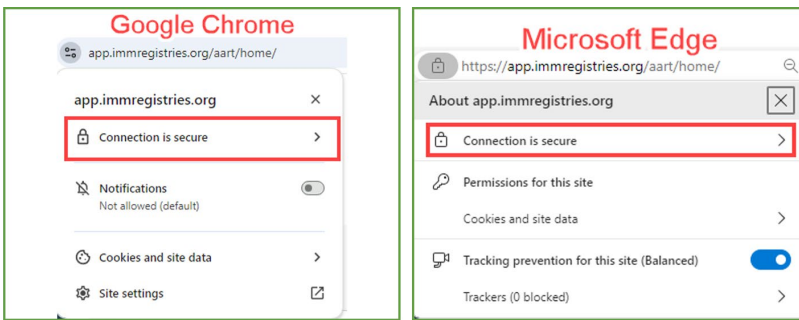 Google Chrome
app.immregistries.org/aart/home/
app.immregistries.org
Connection is secure
Notifications
Not allowed (default)
Cookies and site data
Site settings
Microsoft Edge
https://app.immregistries.org/aart/home/
About app.immregistries.org
Connection is secure
Permissions for this site
Cookies and site data
Tracking prevention for this site (Balanced)
Trackers (0 blocked)